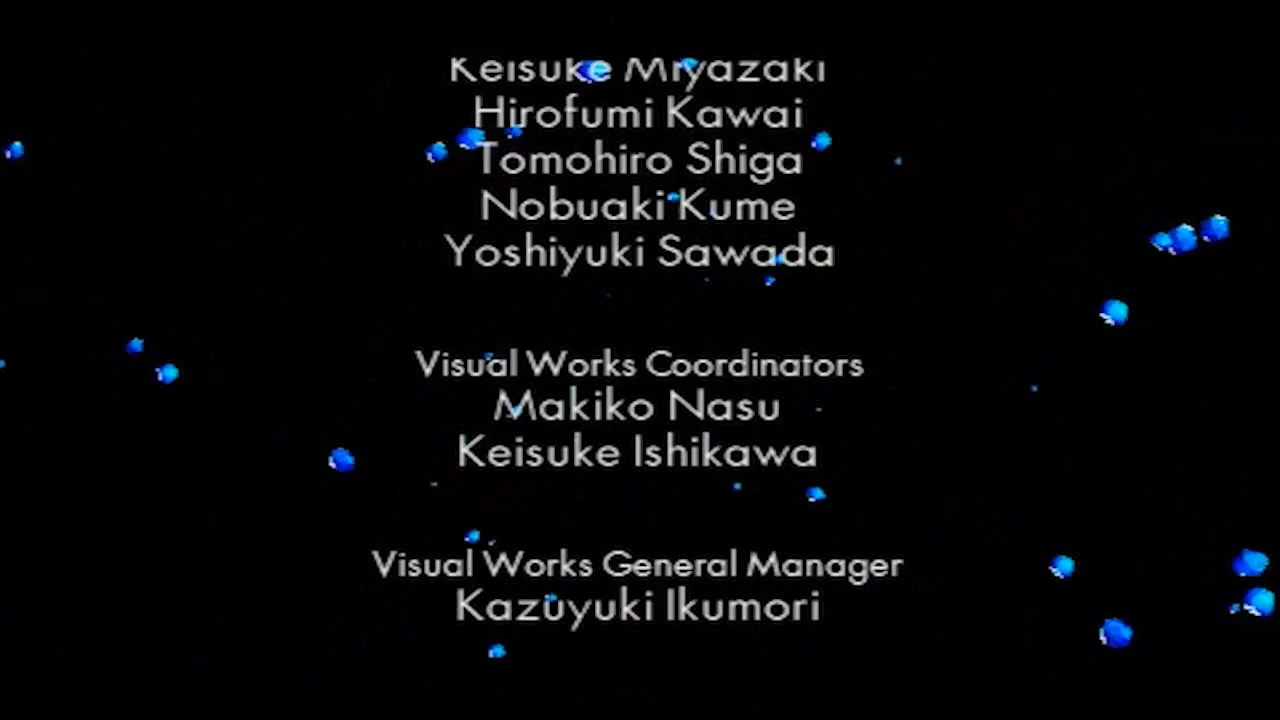 Keisuke Miyazaki
Hirofumi Kawai
Tomohiro Shiga
Nobuaki Kume
Yoshiyuki Sawada
Visual Works Coordinators
Makiko Nasu
Keisuke Ishikawa
Visual Works General Manager
Kazuyuki Ikumori